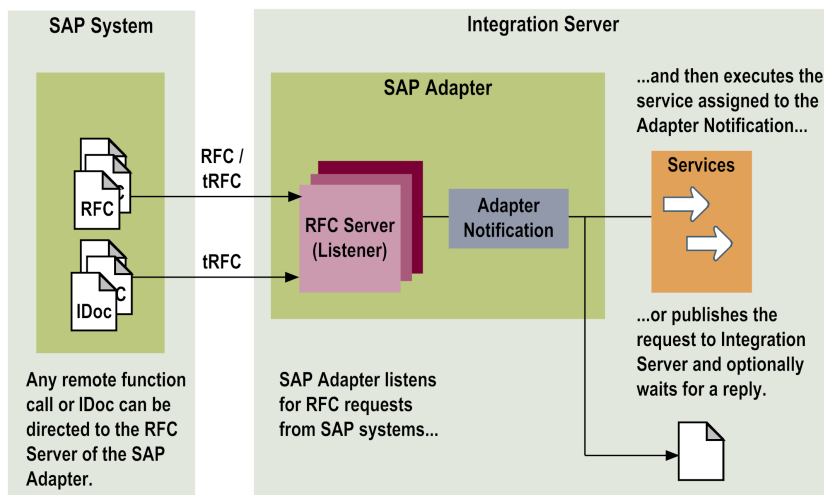 SAP System
RFC
C
IDoc
C
Any remote function
call or IDoc can be
directed to the RFC
Server of the SAP
Adapter.
RFC /
tRFC
tRFC
Integration Server
SAP Adapter
RFC Server
(Listener)
Adapter
Notification
SAP Adapter listens
for RFC requests
from SAP systems...
...and then executes the
service assigned to the
Adapter Notification...
Services
...or publishes the
request to Integration
Server and optionally
waits for a reply.